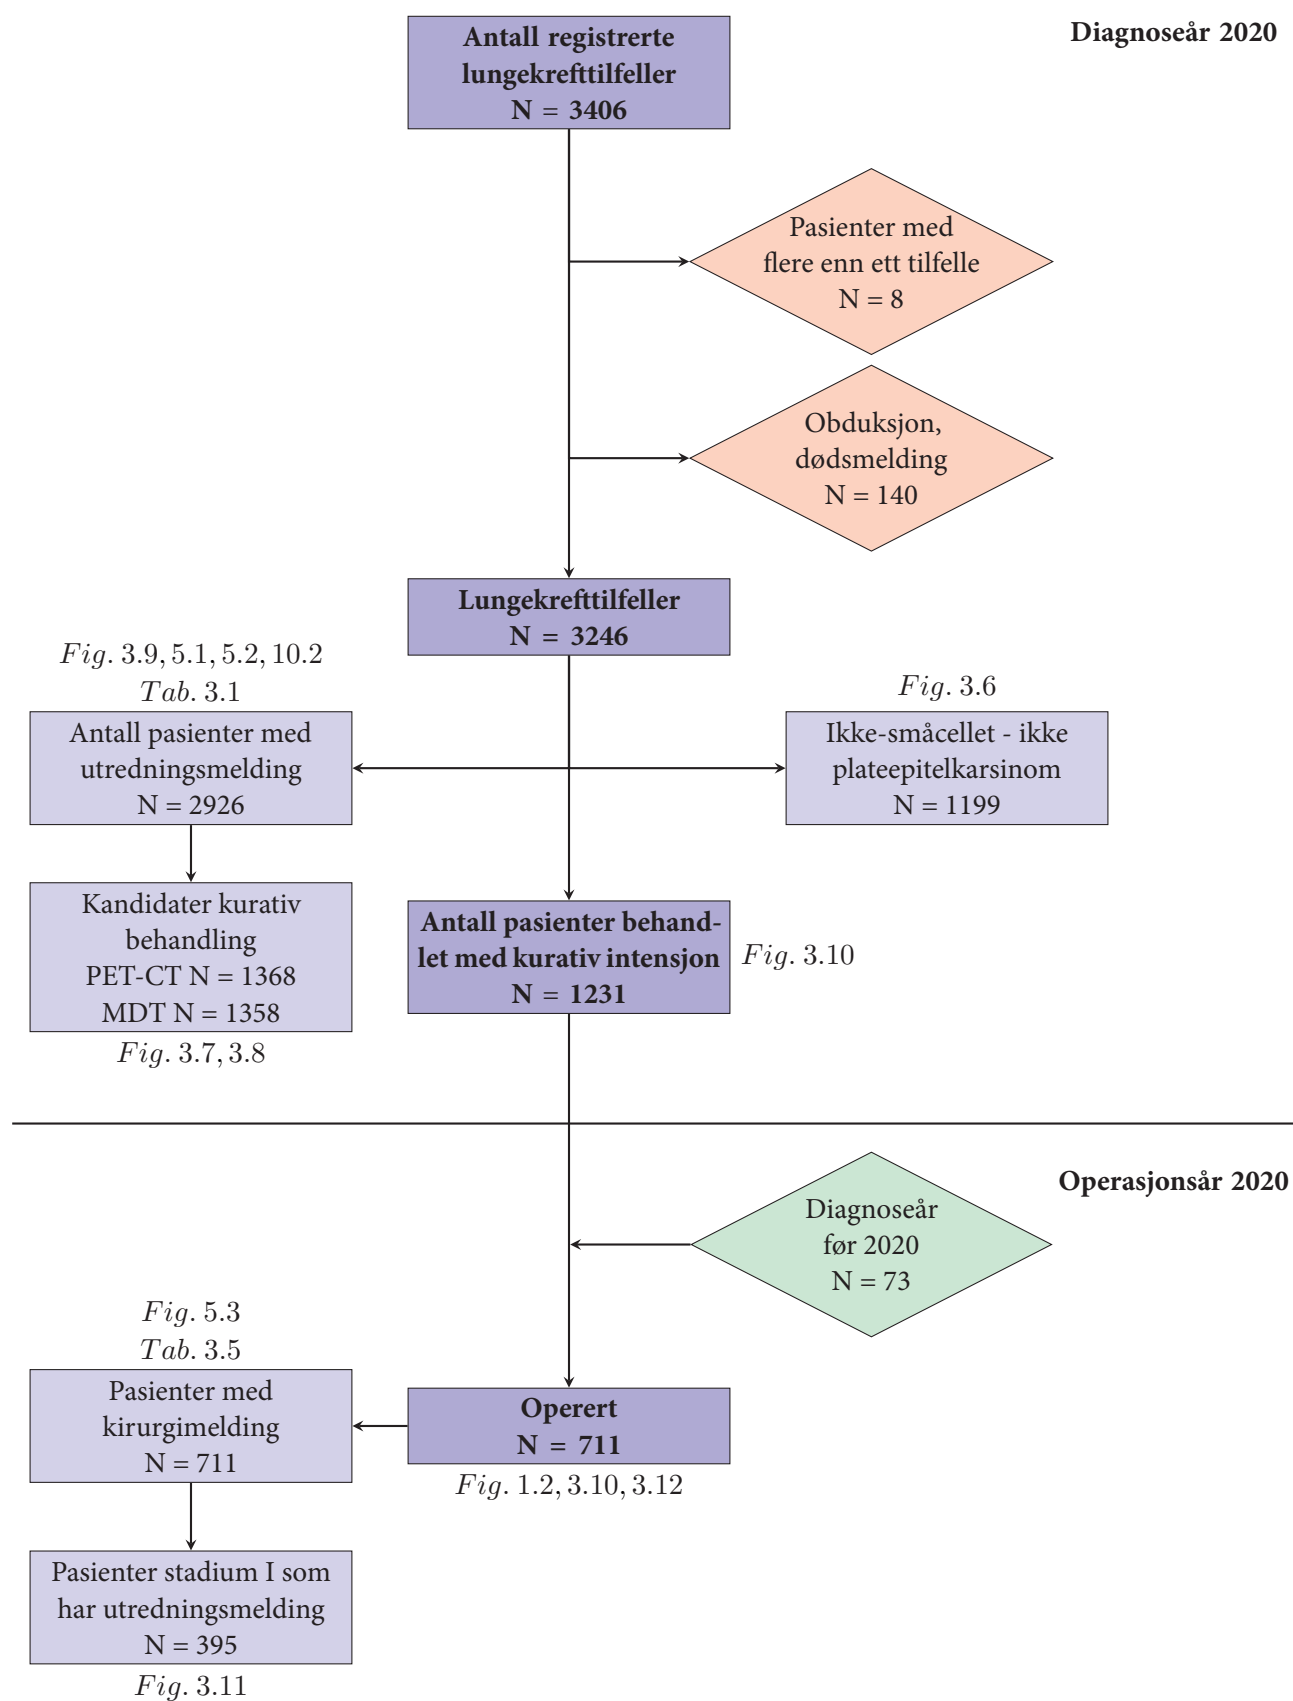 Diagnoseår 2020
Antall registrerte
lungekrefttilfeller
N = 3406
Pasienter med
flere enn ett tilfelle
N = 8
Obduksjon,
dødsmelding
N = 140
Lungekrefttilfeller
N = 3246
Fig. 3.9, 5.1, 5.2, 10.2
Tab. 3.1
Antall pasienter med
utredningsmelding
N = 2926
Fig. 3.6
Ikke-småcellet - ikke
plateepitelkarsinom
N = 1199
Kandidater kurativ
behandling
PET-CT N = 1368
MDT N = 1358
Fig. 3.7, 3.8
Antall pasienter behand-
let med kurativ intensjon
N = 1231
Fig. 3.10
Operasjonsår 2020
Diagnoseår
før 2020
N = 73
Fig. 5.3
Tab. 3.5
Pasienter med
kirurgimelding
N = 711
Operert
N = 711
Fig. 1.2, 3.10, 3.12
Pasienter stadium I som
har utredningsmelding
N = 395
Fig. 3.11